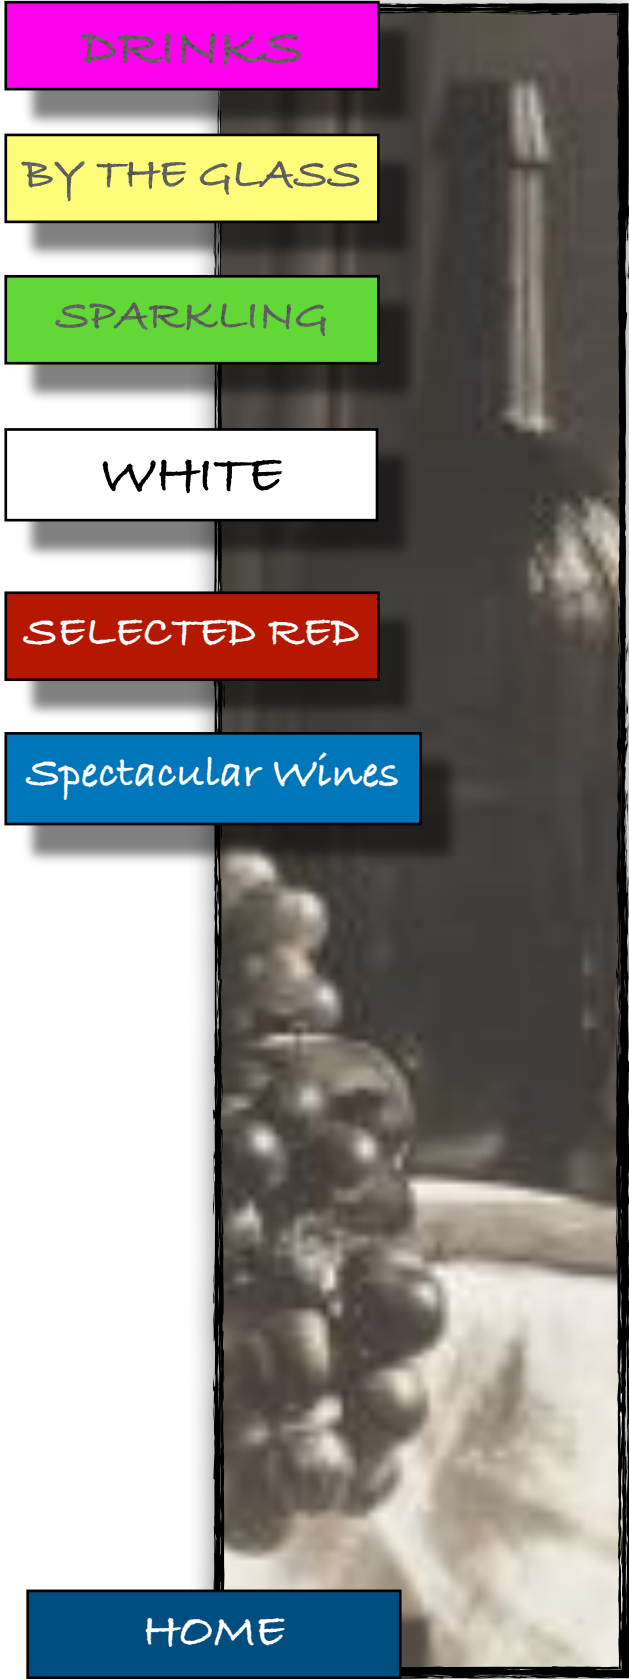 DRINKS
BY THE GLASS
SPARKLING
WHITE
SELECTED RED
Spectacular Wines
HOME